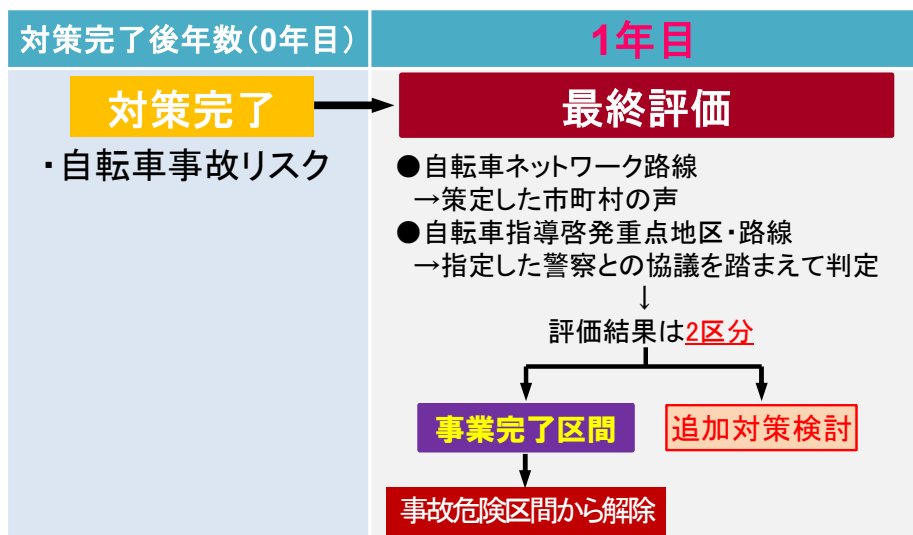 対策完了後年数(0年目)
1年目
対策完了
・自転車事故リスク
最終評価
●自転車ネットワーク路線
→策定した市町村の声
●自転車指導啓発重点地区・路線
→指定した警察との協議を踏まえて判定
↓
評価結果は2区分
事業完了区間
追加対策検討
事故危険区間から解除